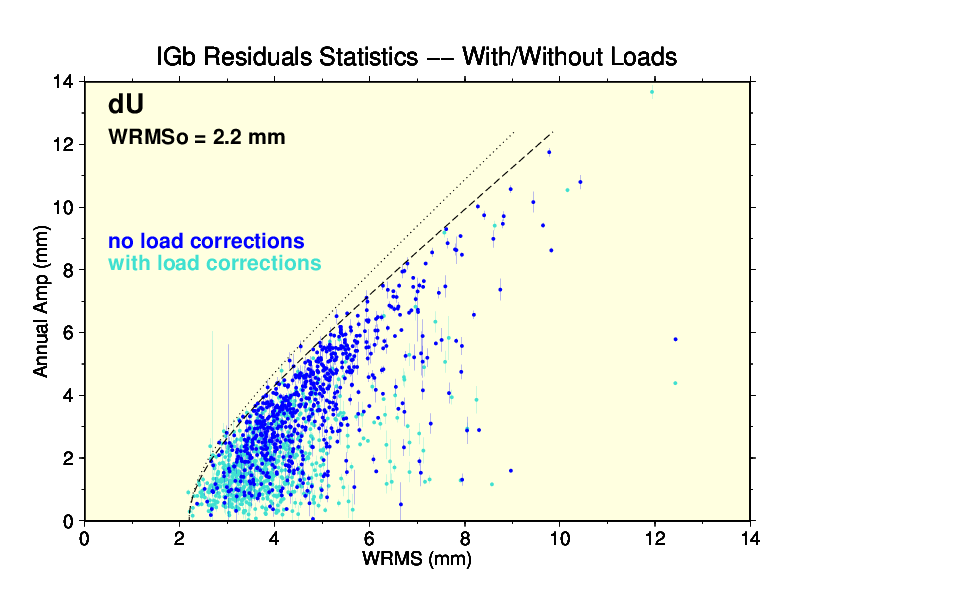 IGb Residuals Statistics −− With/Without Loads
14
dU
WRMSo = 2.2 mm
12
10
no load corrections
with load corrections
8
6
4
2
0
Annual Amp (mm)
0 2 4 6 8 10 12 14
WRMS (mm)